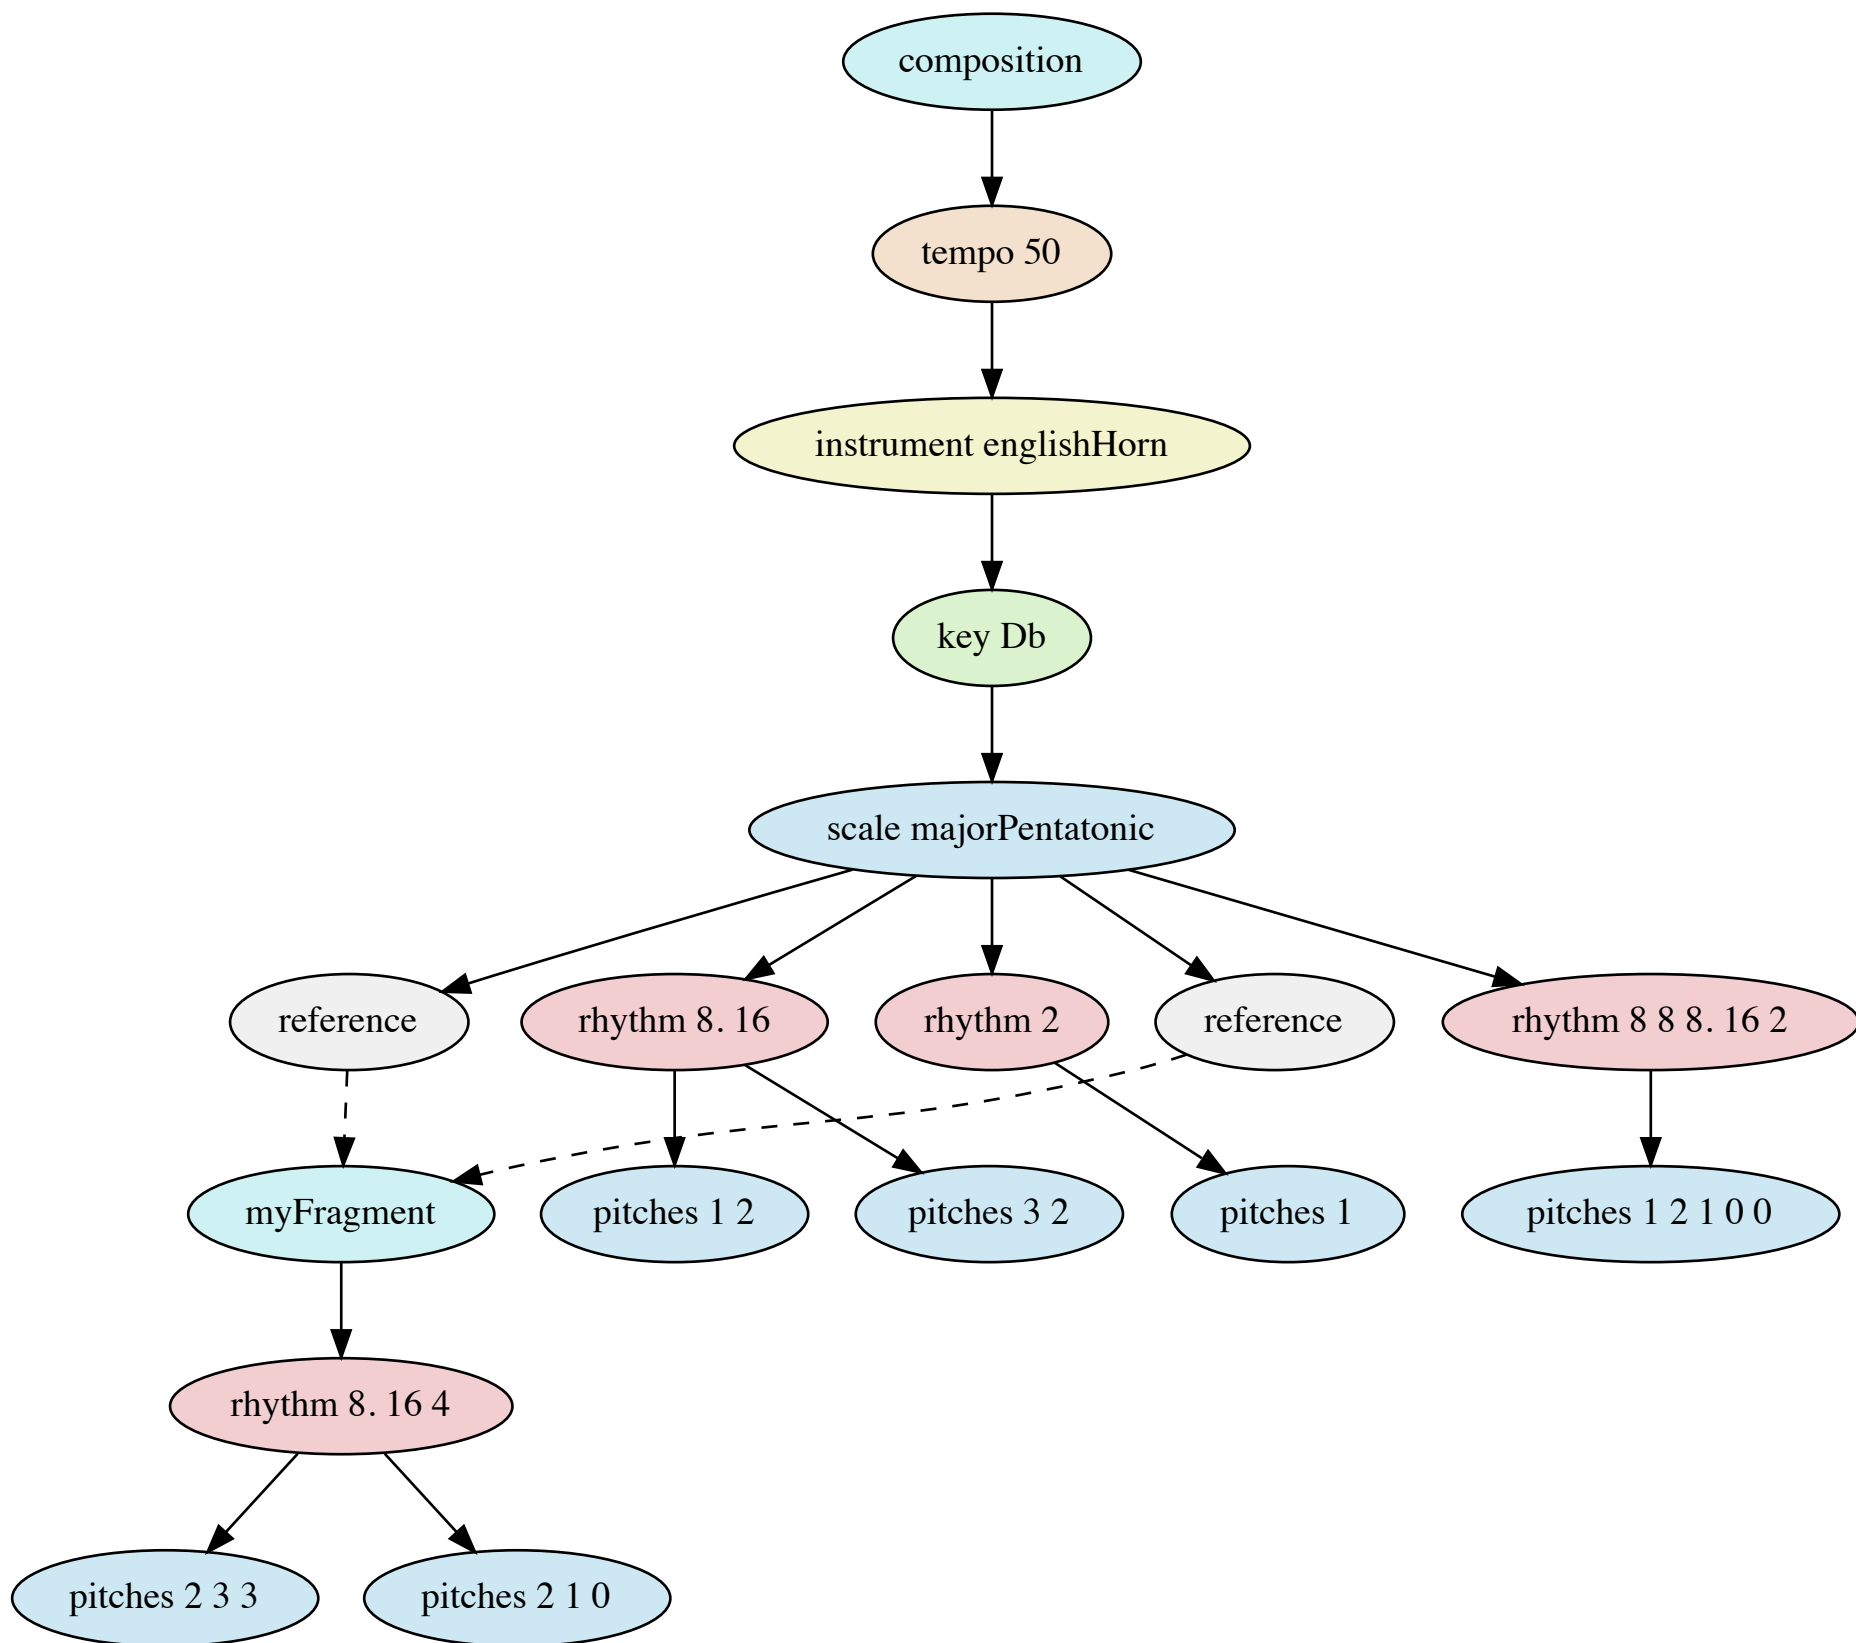 composition
tempo 50
instrument englishHorn
key Db
scale majorPentatonic
reference
rhythm 8. 16
rhythm 2
reference
rhythm 8 8 8. 16 2
myFragment
pitches 1 2
pitches 3 2
pitches 1
pitches 1 2 1 0 0
rhythm 8. 16 4
pitches 2 3 3
pitches 2 1 0